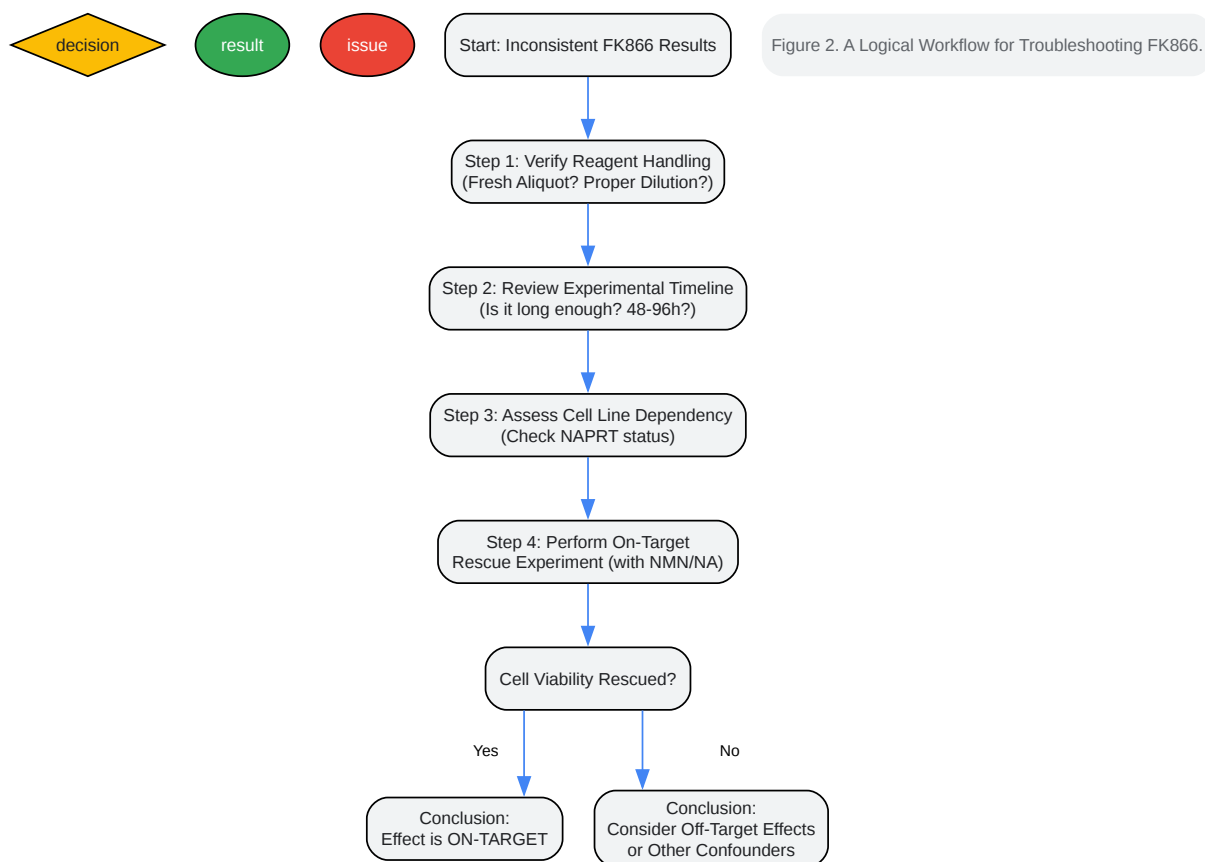 decision
result
issue
Start: Inconsistent FK866 Results
Figure 2. A Logical Workflow for Troubleshooting FK866.
Step 1: Verify Reagent Handling
(Fresh Aliquot? Proper Dilution?)
Step 2: Review Experimental Timeline
(Is it long enough? 48-96h?)
Step 3: Assess Cell Line Dependency
(Check NAPRT status)
Step 4: Perform On-Target
Rescue Experiment (with NMN/NA)
Cell Viability Rescued?
Yes
No
Conclusion:
Effect is ON-TARGET
Conclusion:
Consider Off-Target Effects
or Other Confounders